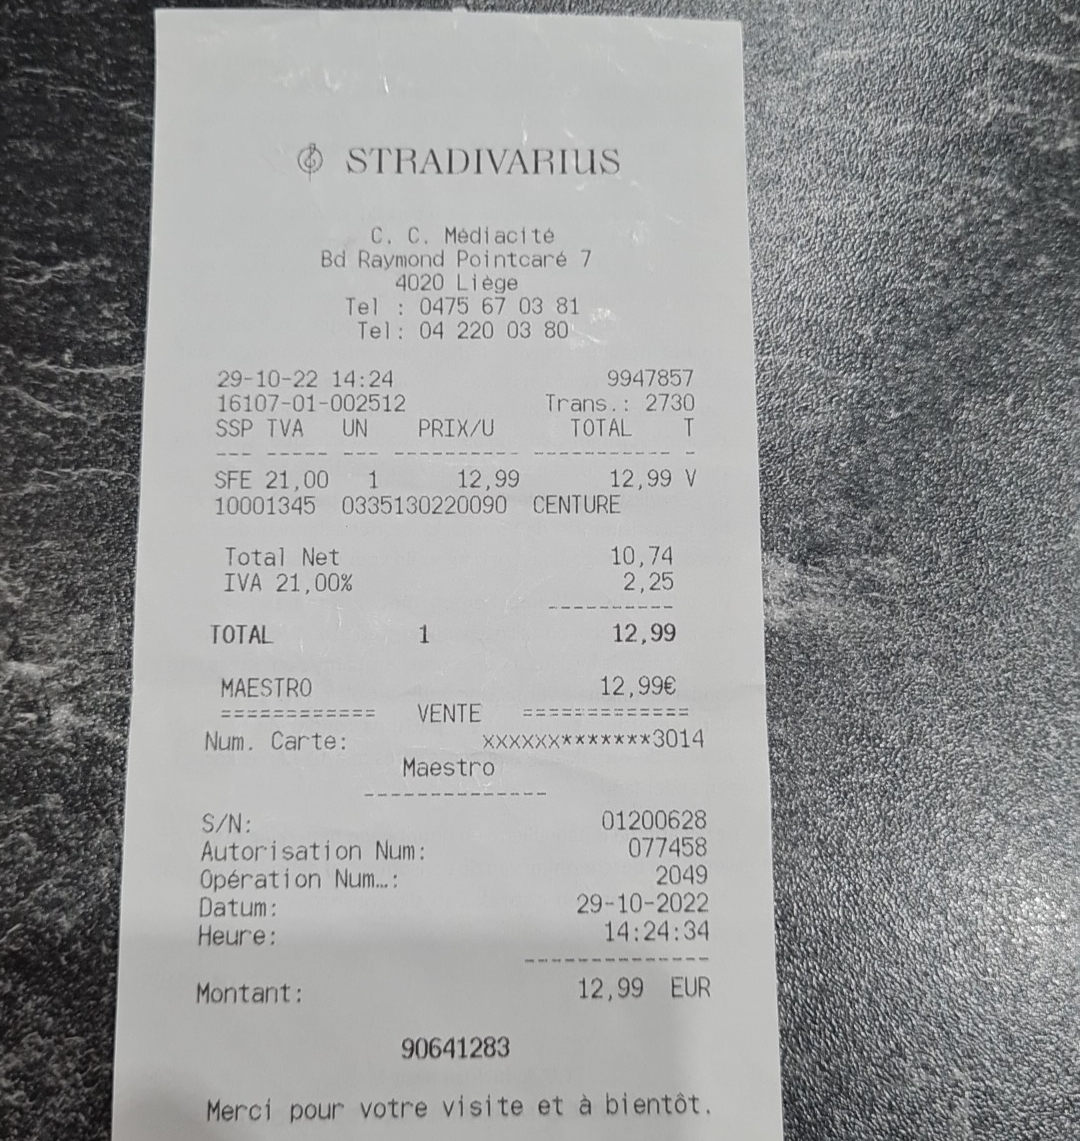 STRADIVARIUS
C. C. Médiacité
Bd Raymond Pointcaré 7
4020 Liège
Tel : 0475 67 03 81
Tel: 04 220 03 80
29-10-22 14:24 9947857
16107-01-002512 Trans.: 2730
SSP TVA UN PRIX/U TOTAL T
--- ----- --- ---------- ----------- -
SFE 21,00 1 12,99 12,99 V
10001345 0335130220090 CENTURE
Total Net 10,74
IVA 21,00% 2,25
----------
TOTAL 1 12,99
MAESTRO 12,99€
============ VENTE =============
Num. Carte: xxxxxx*******3014
Maestro
--------------
S/N: 01200628
Autorisation Num: 077458
Opération Num…: 2049
Datum: 29-10-2022
Heure: 14:24:34
--------------
Montant: 12,99 EUR
90641283
Merci pour votre visite et à bientôt.